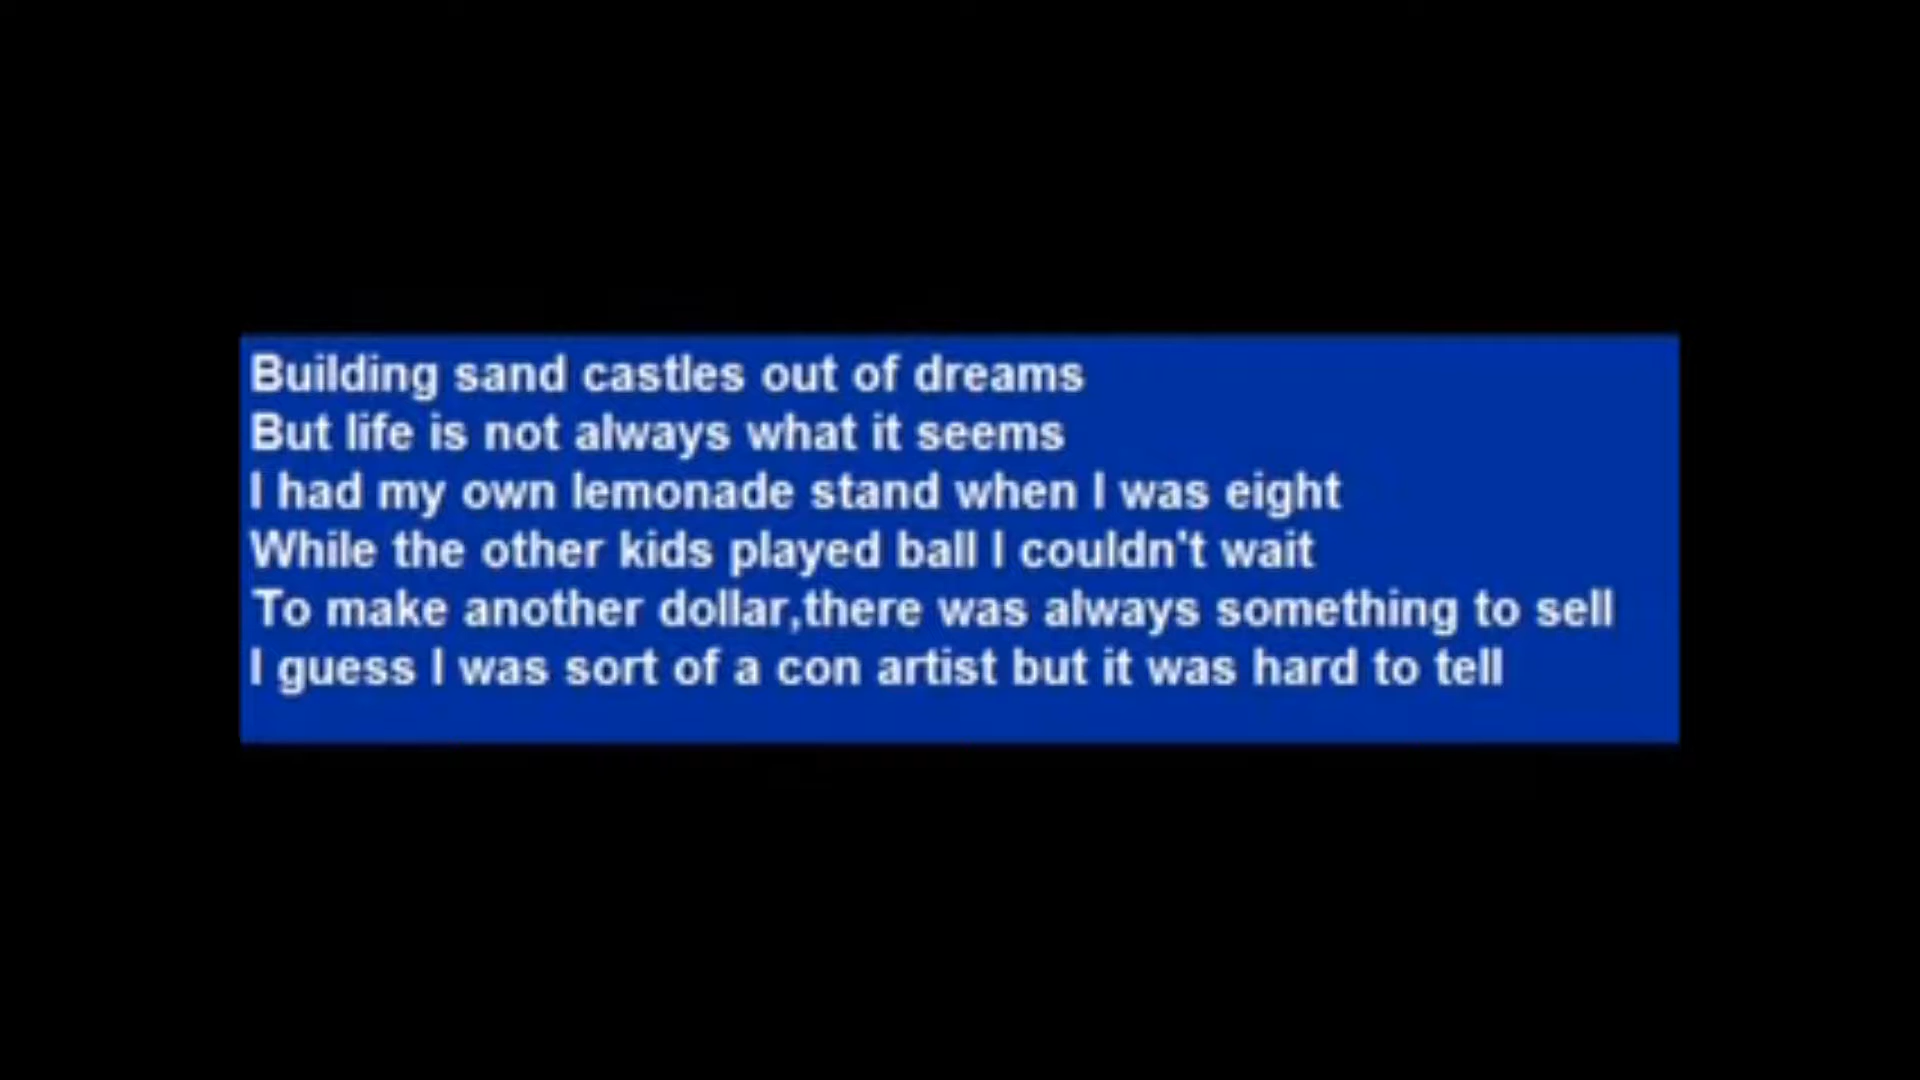 Building sand castles out of dreams
But life is not always what it seems
I had my own lemonade stand when I was eight
While the other kids played ball I couldn't wait
To make another dollar,there was always something to sell
I guess I was sort of a con artist but it was hard to tell